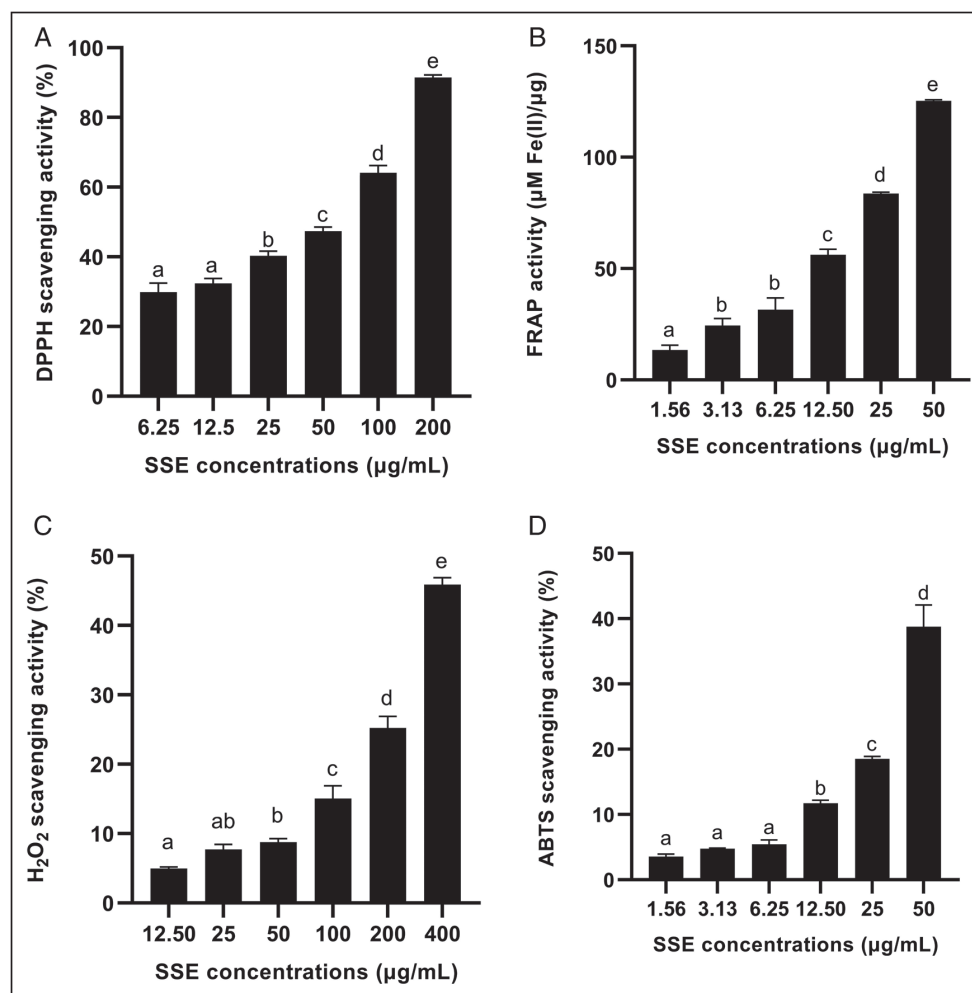 A
DPPH scavenging activity (%)
100
80
60
40
20
0
a
a
b
c
d
e
6.25 12.5 25 50 100 200
SSE concentrations (µg/mL)
B
FRAP activity (µM Fe(II)/µg)
150
100
50
0
a
b
b
c
d
e
1.56 3.13 6.25 12.50 25 50
SSE concentrations (µg/mL)
C
H₂O₂ scavenging activity (%)
50
40
30
20
10
0
a
ab
b
c
d
e
12.50 25 50 100 200 400
SSE concentrations (µg/mL)
D
ABTS scavenging activity (%)
50
40
30
20
10
0
a
a
a
b
c
d
1.56 3.13 6.25 12.50 25 50
SSE concentrations (µg/mL)